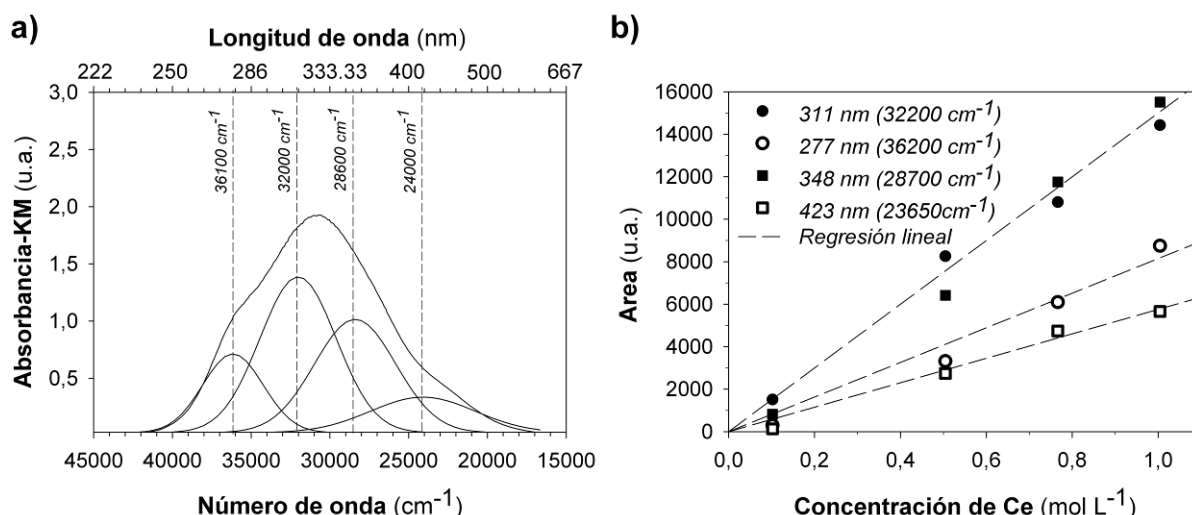 a)
Longitud de onda (nm)
222 250 286 333.33 400 500 667
Absorbancia-KM (u.a.)
3,0
2,5
2,0
1,5
1,0
0,5
36100 cm-1
32000 cm-1
28600 cm-1
24000 cm-1
45000 40000 35000 30000 25000 20000 15000
Número de onda (cm-1)
b)
Area (u.a.)
16000
14000
12000
10000
8000
6000
4000
2000
0
311 nm (32200 cm-1)
277 nm (36200 cm-1)
348 nm (28700 cm-1)
423 nm (23650cm-1)
Regresión lineal
0,0 0,2 0,4 0,6 0,8 1,0
Concentración de Ce (mol L-1)